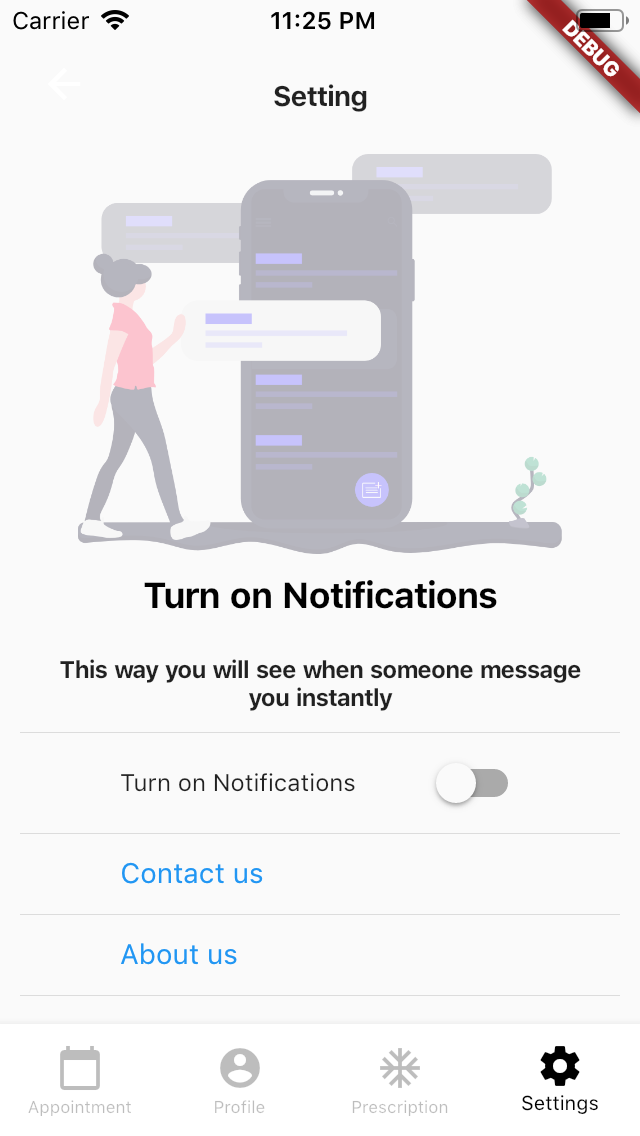 Carrier 11:25 PM
DEBUG
Setting
Turn on Notifications
This way you will see when someone message
you instantly
Turn on Notifications
Contact us
About us
Appointment Profile Prescription Settings